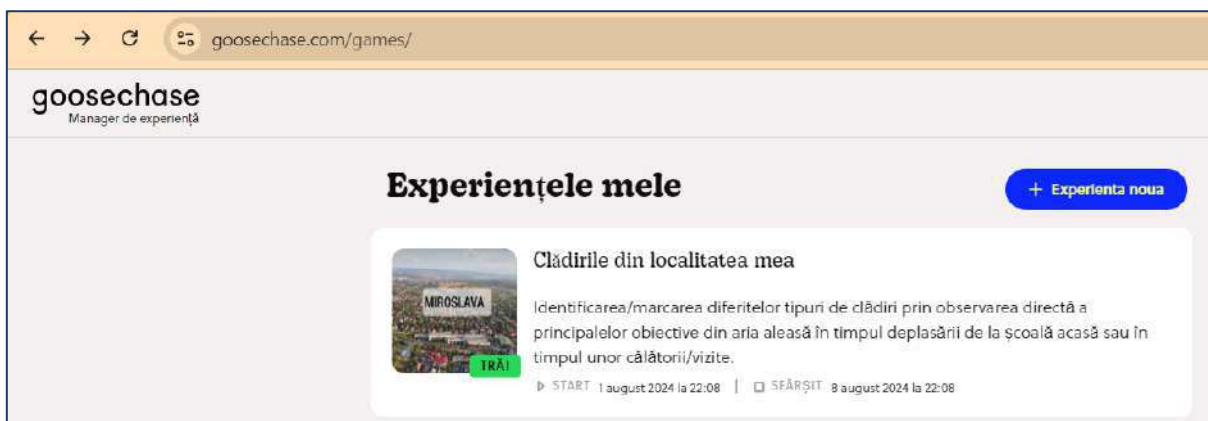 goosechase.com/games/
goosechase
Manager de experiență
Experiențele mele
+ Experienta noua
Clădirile din localitatea mea
MIROSLAVA
Identificarea/marcarea diferitelor tipuri de clădiri prin observarea directă a
principalelor obiective din aria aleasă în timpul deplasării de la școală acasă sau în
timpul unor călătorii/vizite.
TRĂI
START 1 august 2024 la 22:08 | SFÂRȘIT 8 august 2024 la 22:08